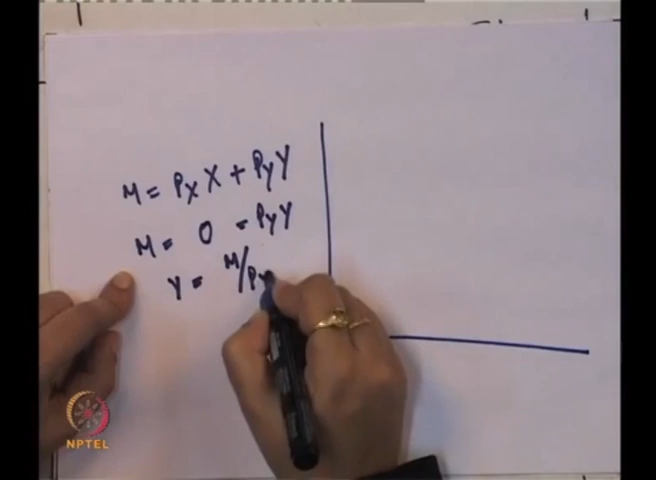 M = PX X + PY Y
M = 0 = PY Y
Y = M/PY
NPTEL